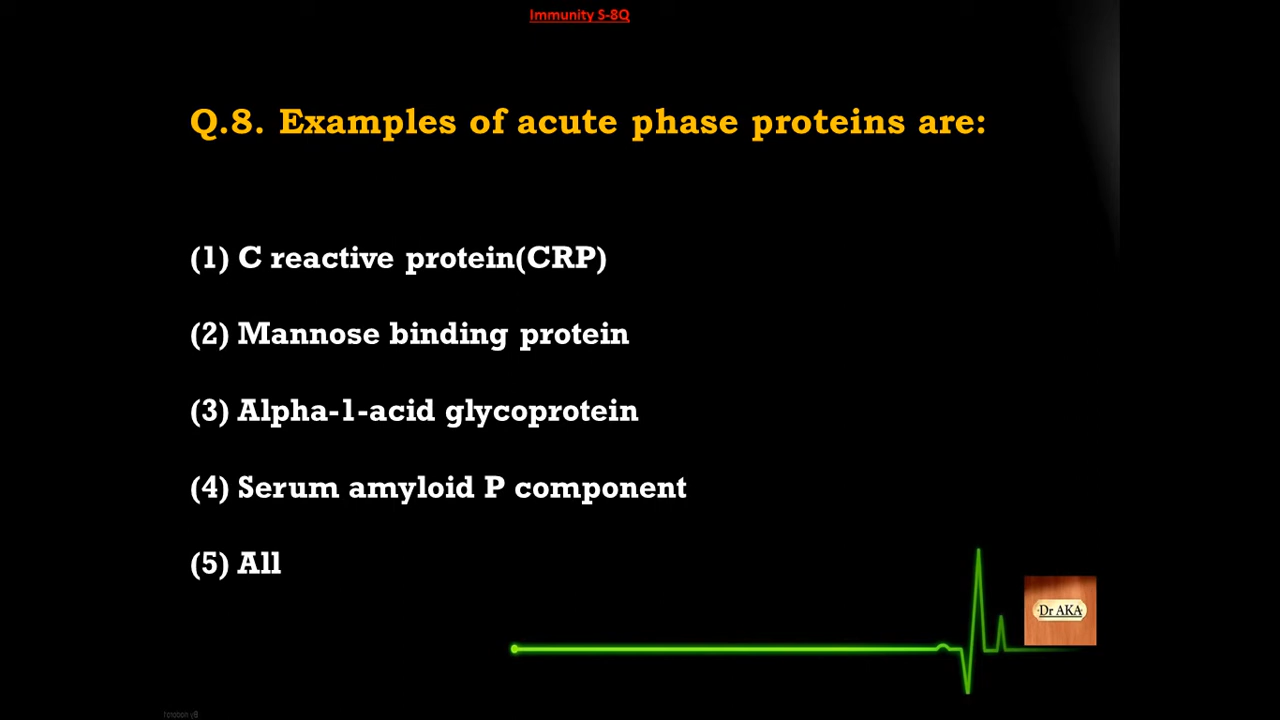 Immunity S-8Q
Q.8. Examples of acute phase proteins are:
(1) C reactive protein(CRP)
(2) Mannose binding protein
(3) Alpha-1-acid glycoprotein
(4) Serum amyloid P component
(5) All
Dr AKA